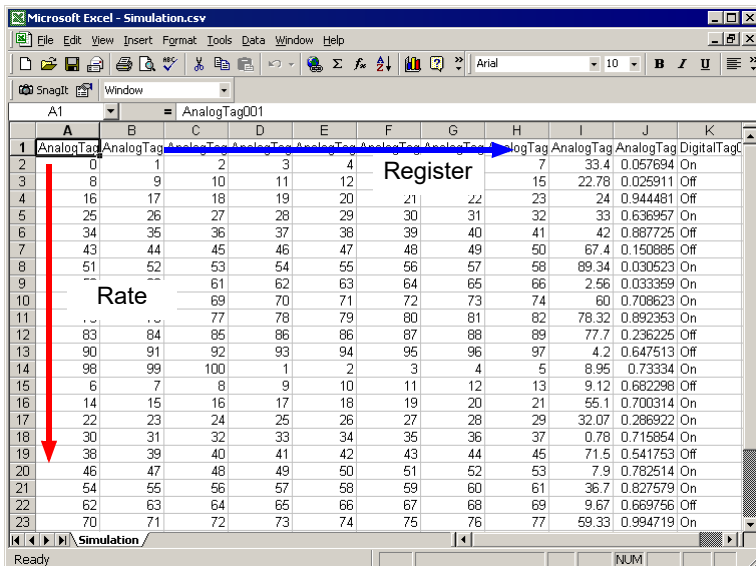 Microsoft Excel - Simulation.csv
File Edit View Insert Format Tools Data Window Help
Arial 10 B I U
SnagIt Window
A1 = AnalogTag001
A B C D E F G H I J K
1 AnalogTag AnalogTag AnalogTag AnalogTag AnalogTag AnalogTag AnalogTag AnalogTag AnalogTag AnalogTag DigitalTag0
2 0 1 2 3 4 7 33.4 0.057694 On
Register
3 8 9 10 11 12 15 22.78 0.025911 Off
4 16 17 18 19 20 21 22 23 24 0.944481 Off
5 25 26 27 28 29 30 31 32 33 0.636957 On
6 34 35 36 37 38 39 40 41 42 0.887725 Off
7 43 44 45 46 47 48 49 50 67.4 0.150885 Off
8 51 52 53 54 55 56 57 58 89.34 0.030523 On
9 61 62 63 64 65 66 2.56 0.033359 On
Rate
10 69 70 71 72 73 74 60 0.708623 On
11 77 78 79 80 81 82 78.32 0.892353 On
12 83 84 85 86 86 87 88 89 77.7 0.236225 Off
13 90 91 92 93 94 95 96 97 4.2 0.647513 Off
14 98 99 100 1 2 3 4 5 8.95 0.73334 On
15 6 7 8 9 10 11 12 13 9.12 0.682298 Off
16 14 15 16 17 18 19 20 21 55.1 0.700314 On
17 22 23 24 25 26 27 28 29 32.07 0.286922 On
18 30 31 32 33 34 35 36 37 0.78 0.715854 On
19 38 39 40 41 42 43 44 45 71.5 0.541753 Off
20 46 47 48 49 50 51 52 53 7.9 0.782514 On
21 54 55 56 57 58 59 60 61 36.7 0.827579 On
22 62 63 64 65 66 67 68 69 9.67 0.669756 Off
23 70 71 72 73 74 75 76 77 59.33 0.994719 On
Simulation
Ready NUM